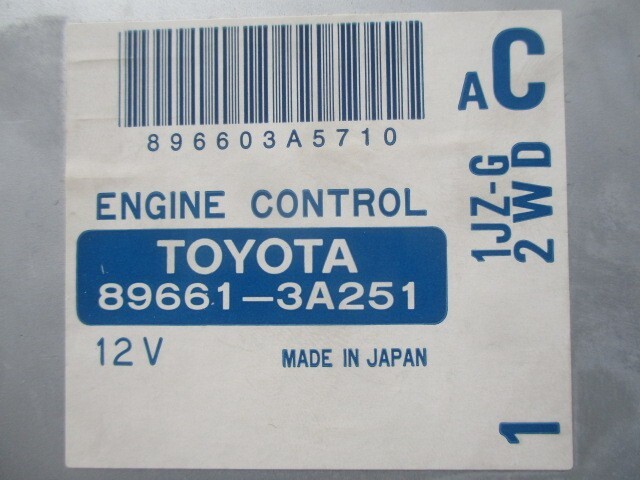 896603A5710
ENGINE CONTROL
TOYOTA
89661-3A251
12V
MADE IN JAPAN
AC
1JZ-G
2WD
1